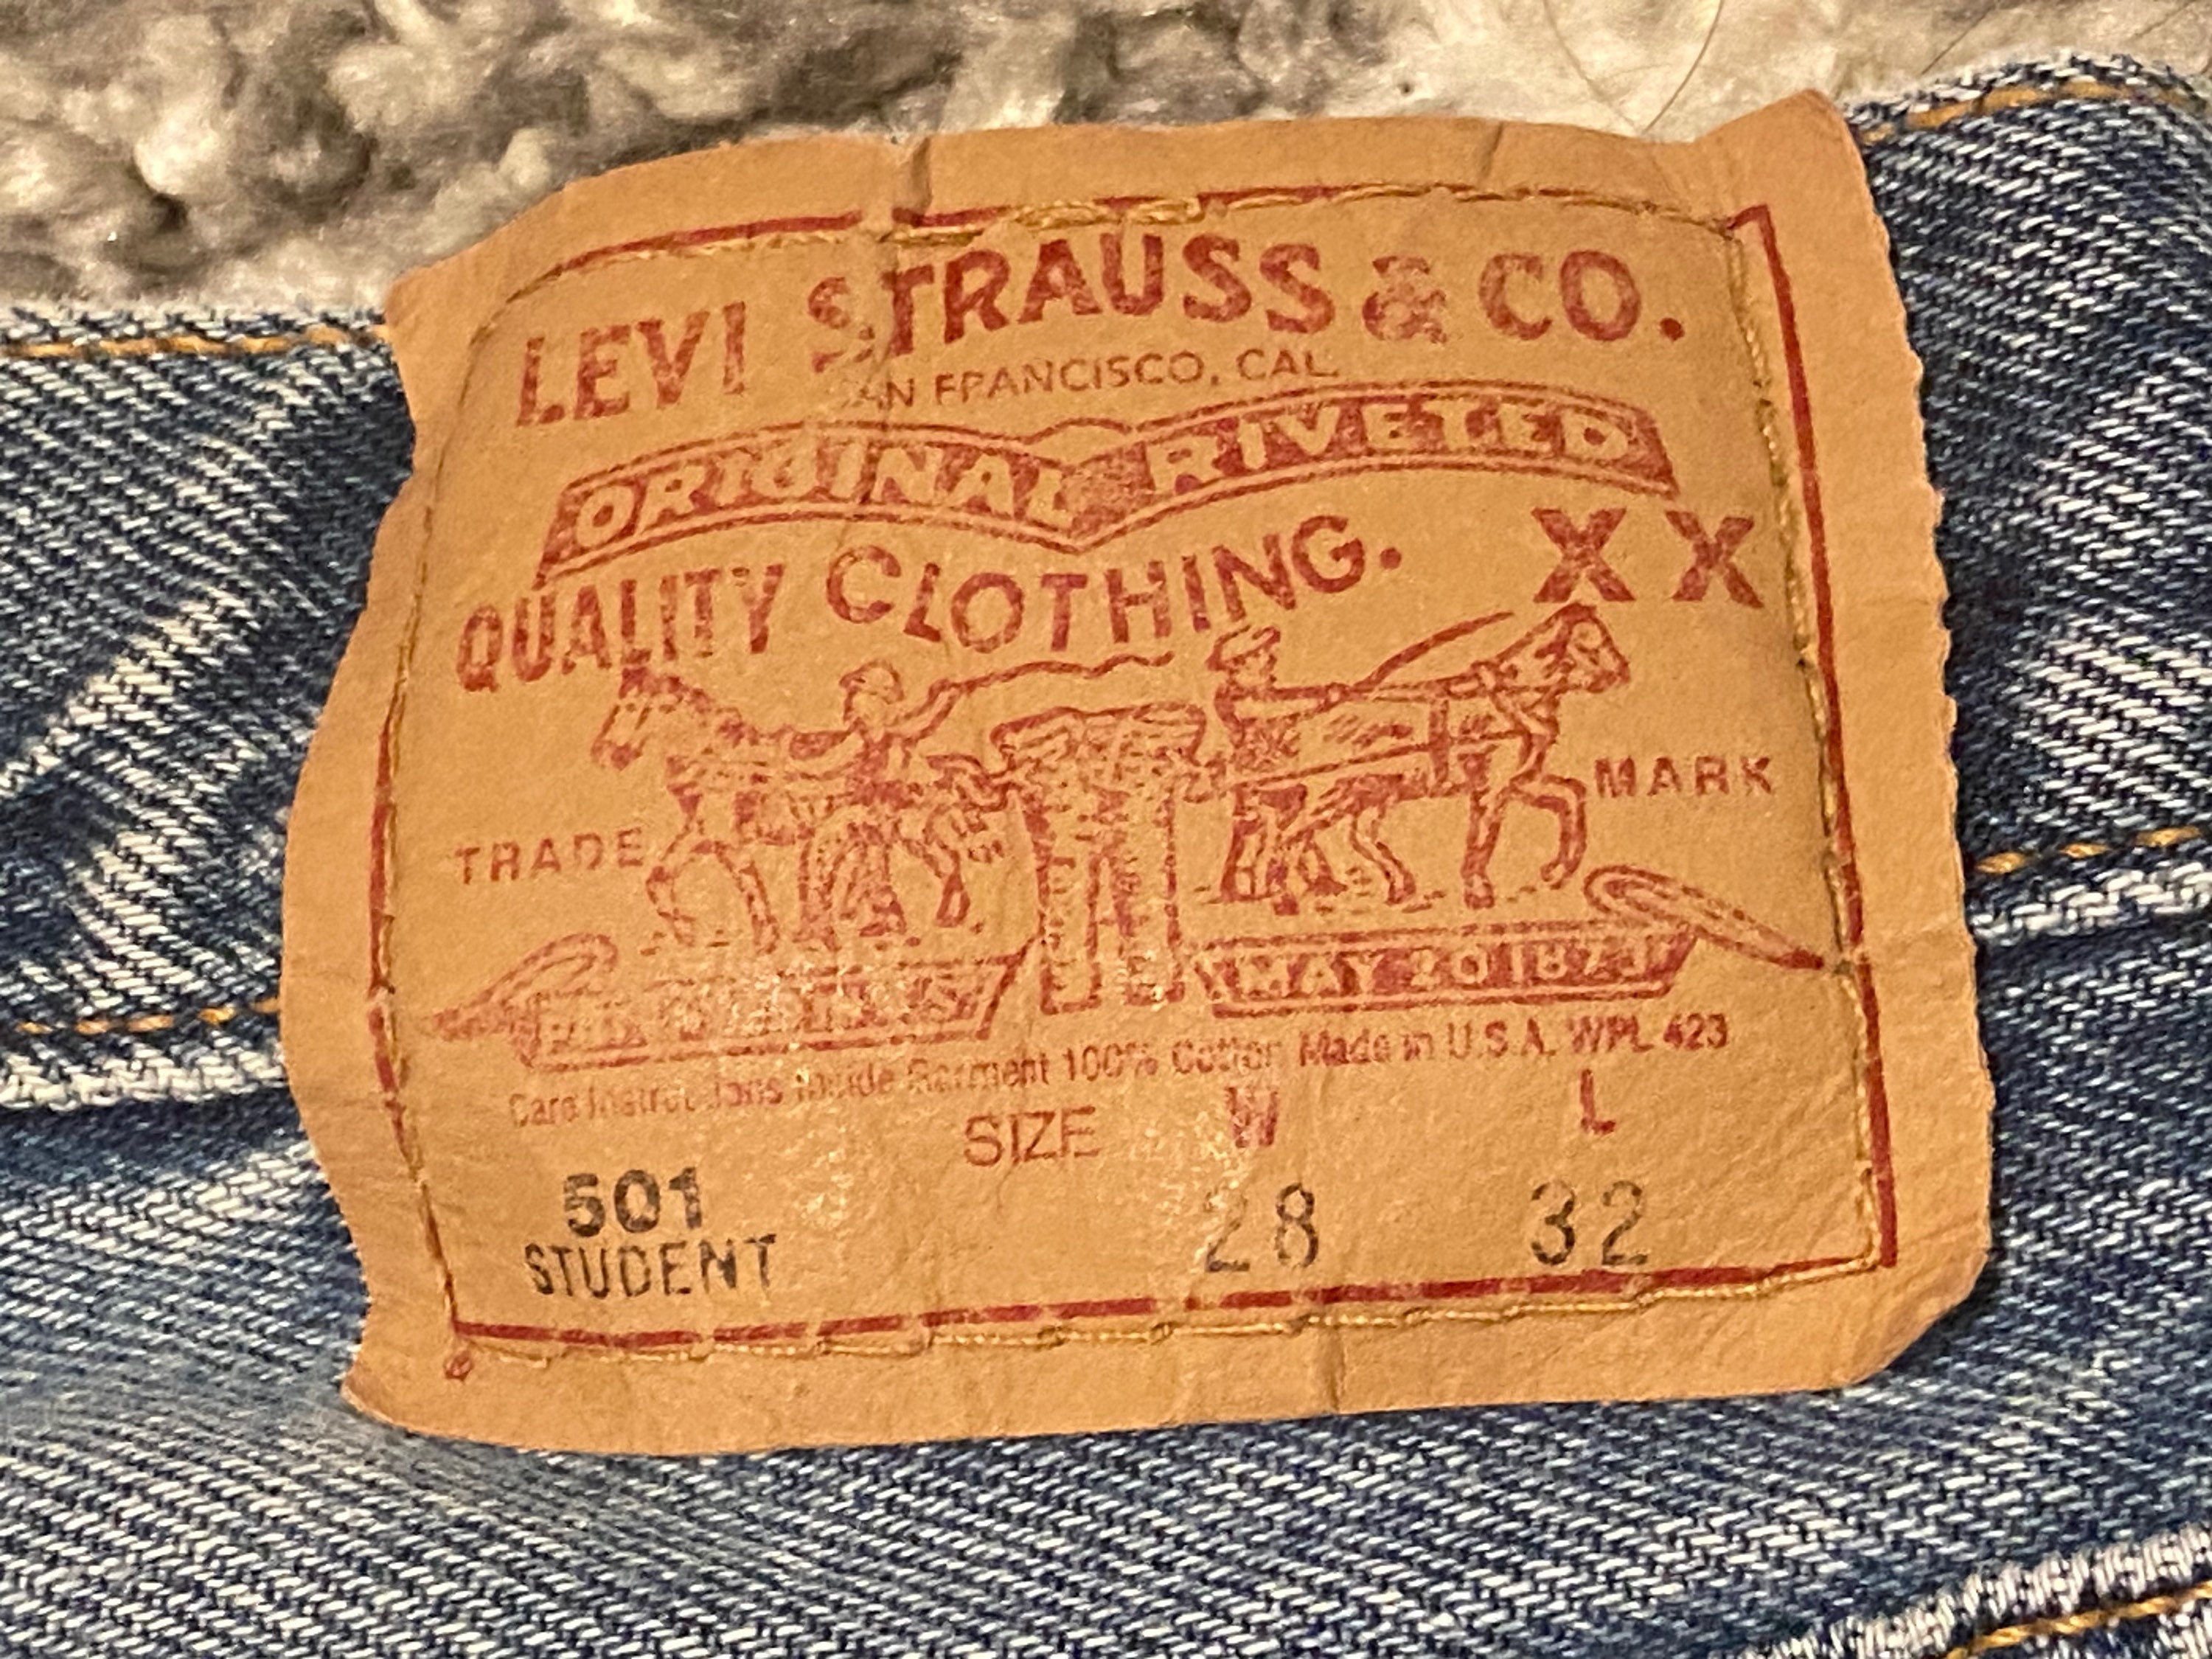 LEVI STRAUSS & CO.
SAN FRANCISCO, CAL.
ORIGINAL RIVETED
QUALITY CLOTHING. XX
TRADE MARK
MAY 20 1873
Care Instructions Inside Garment 100% Cotton Made in U.S.A. WPL 423
SIZE W L
501 28 32
STUDENT